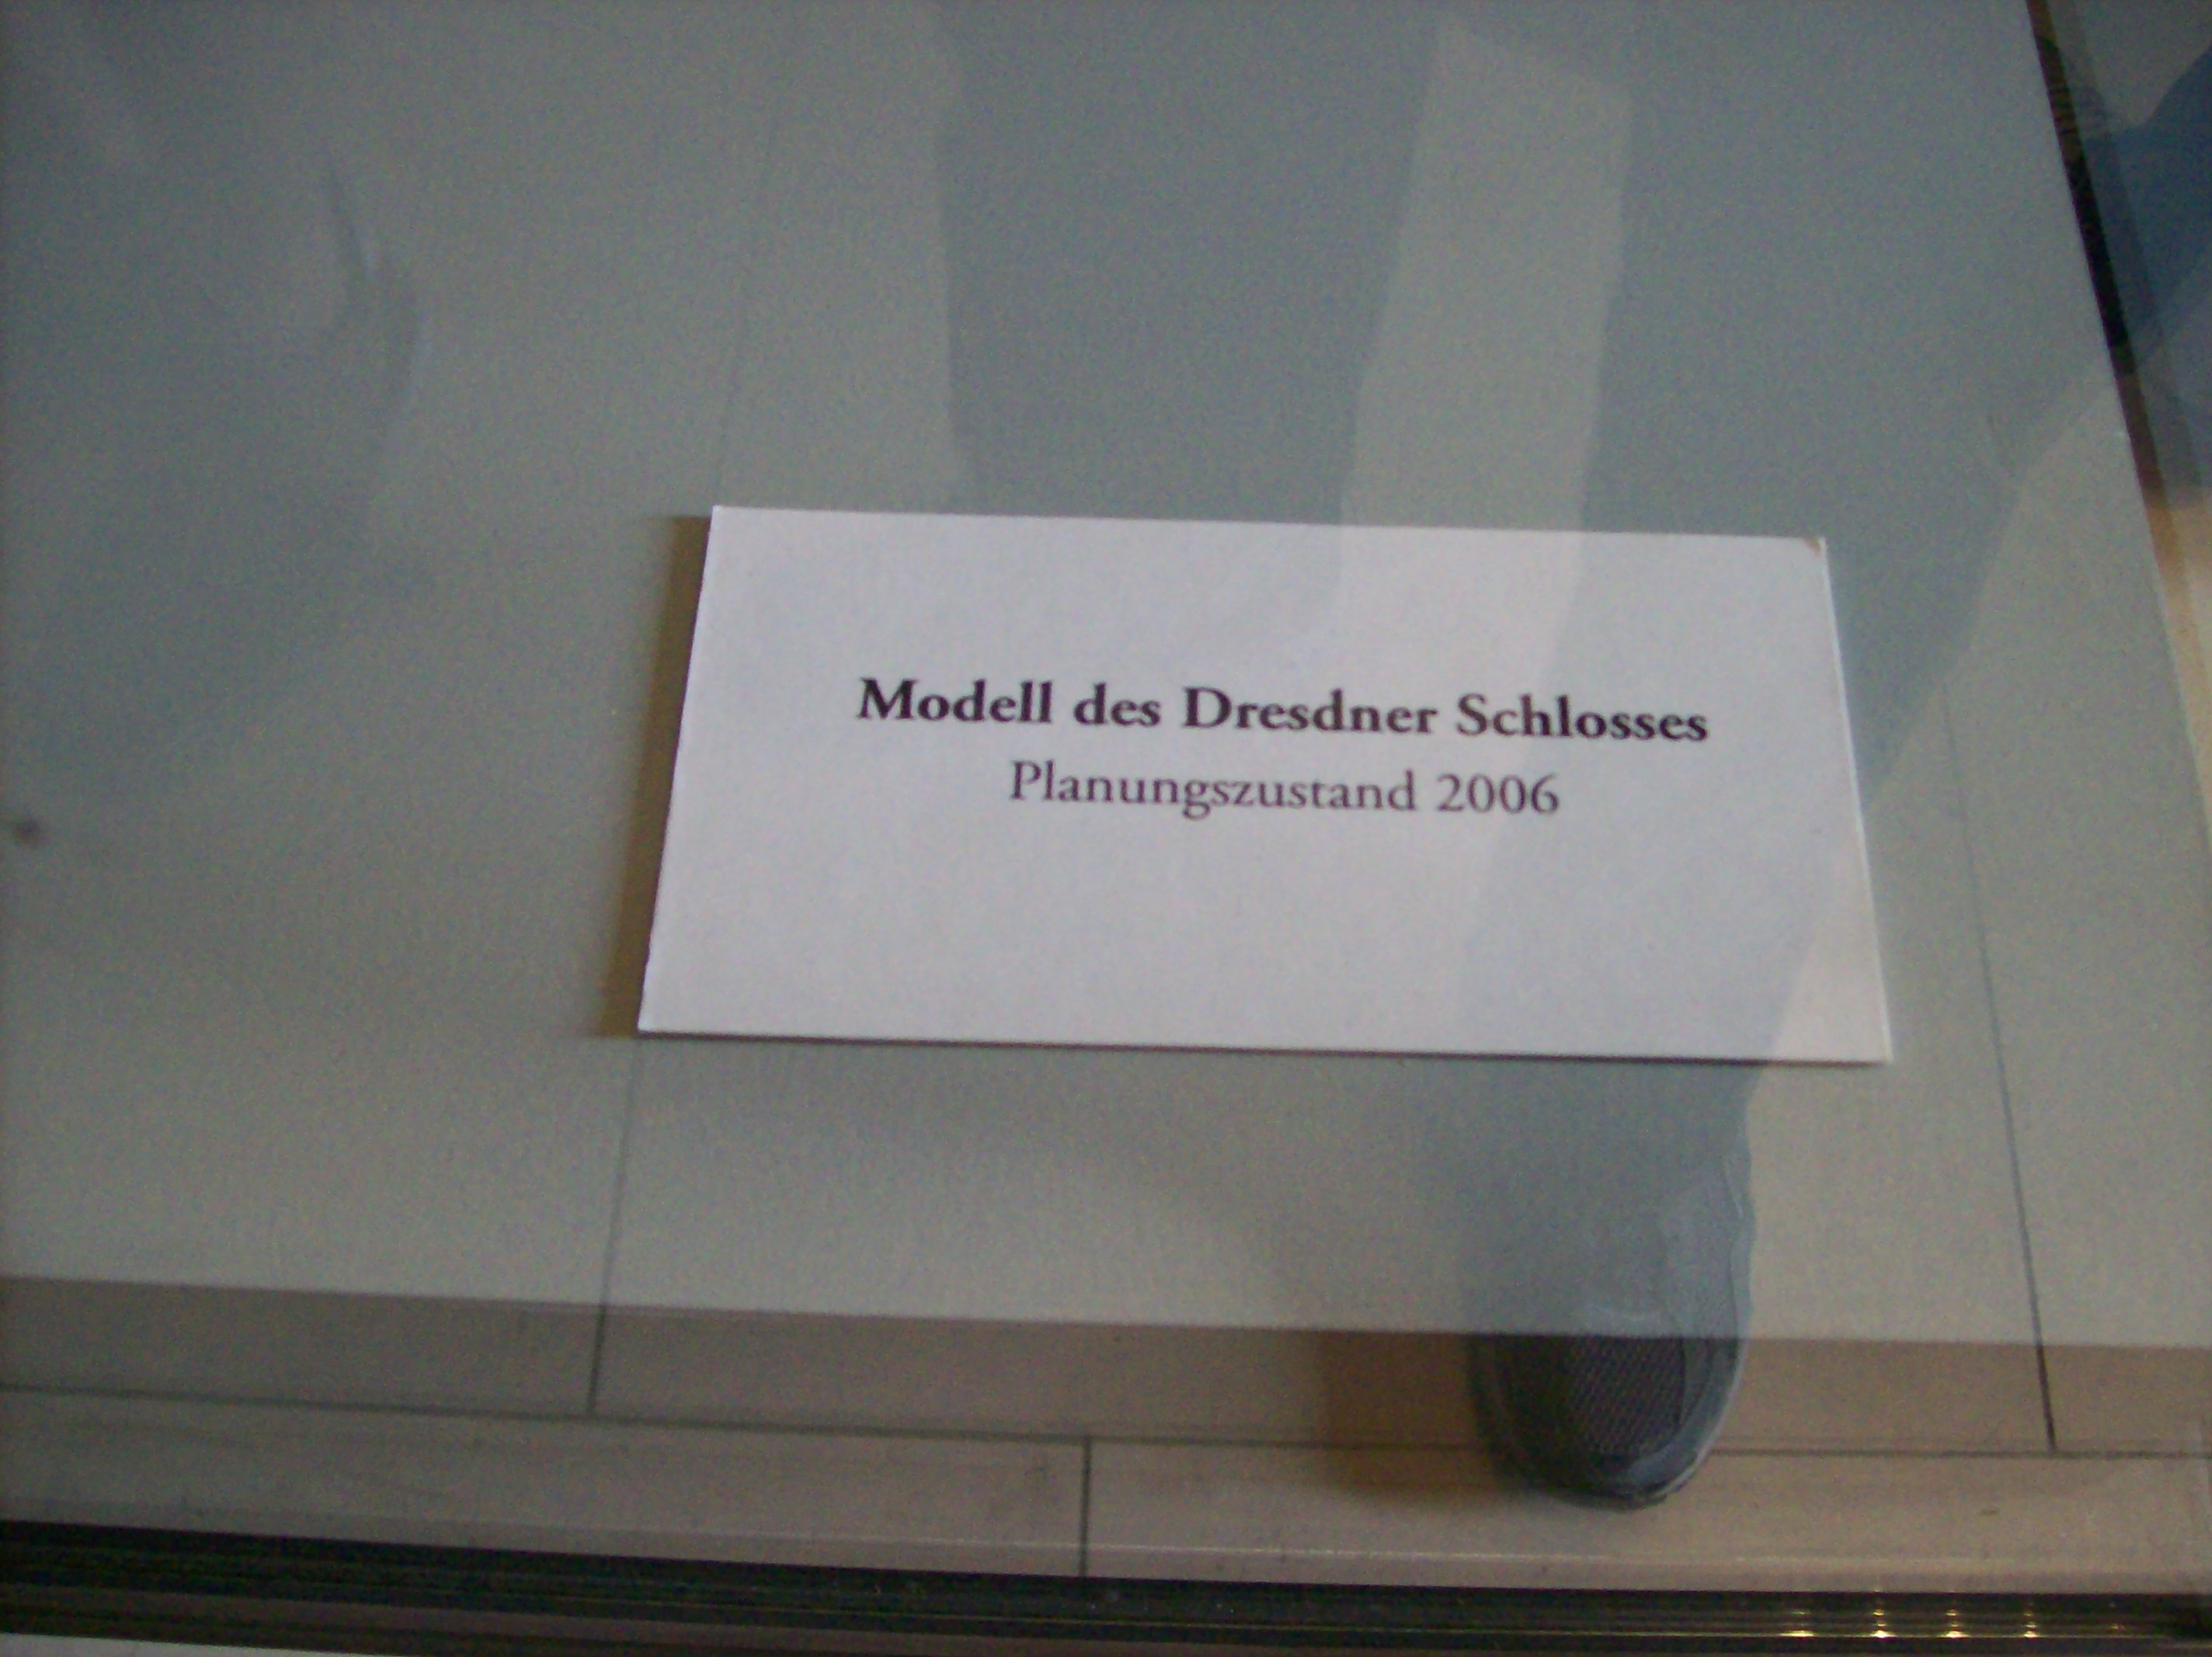 Modell des Dresdner Schlosses
Planungszustand 2006